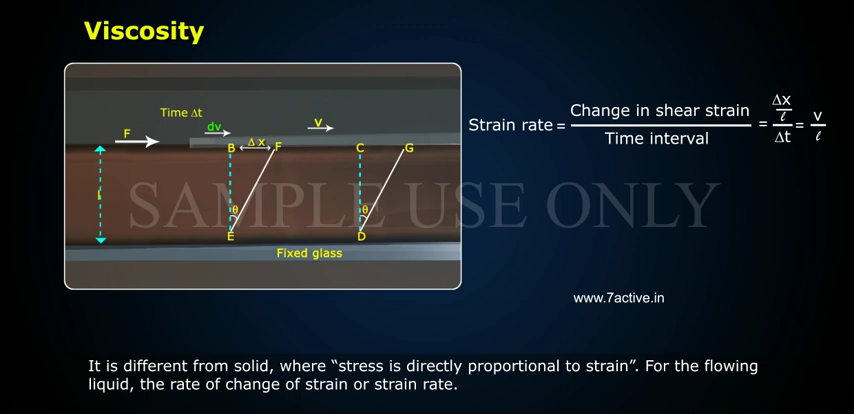 Viscosity
Time Δt
F
dv
v
B
Δ x
F
C
G
l
θ
θ
E
D
Fixed glass
Strain rate = Change in shear strain / Time interval = Δx/ℓ / Δt = v / ℓ
SAMPLE USE ONLY
www.7active.in
It is different from solid, where “stress is directly proportional to strain”. For the flowing
liquid, the rate of change of strain or strain rate.